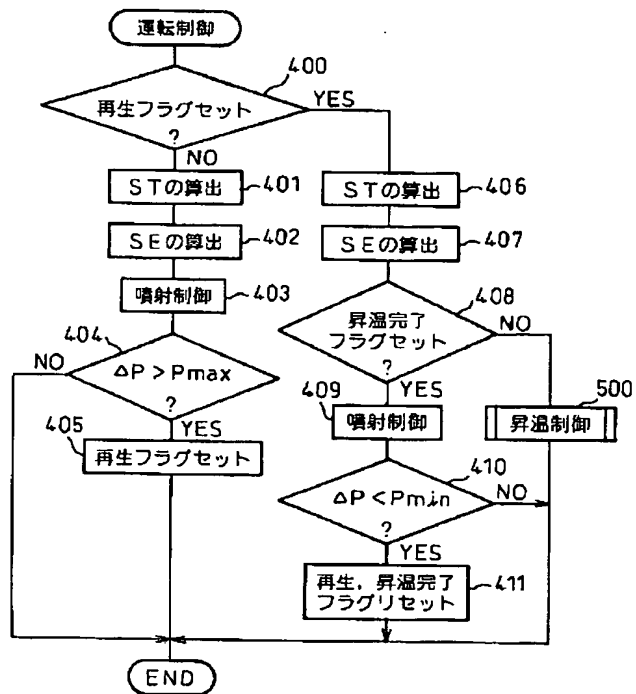 運転制御
400
再生フラグセット
?
YES
NO
STの算出
401
SEの算出
402
噴射制御
403
404
NO
ΔP>Pmax
?
YES
405
再生フラグセット
STの算出
406
SEの算出
407
408
昇温完了
フラグセット
?
NO
YES
409
噴射制御
500
昇温制御
410
ΔP<Pmin
?
NO
YES
再生,昇温完了
フラグリセット
411
END